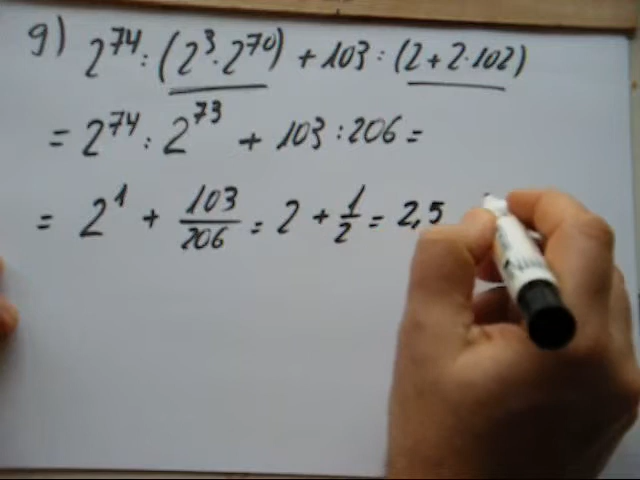 g) 2^74 : (2^3 · 2^70) + 103 : (2 + 2 · 102)
= 2^74 : 2^73 + 103 : 206 =
= 2^1 + 103/206 = 2 + 1/2 = 2,5